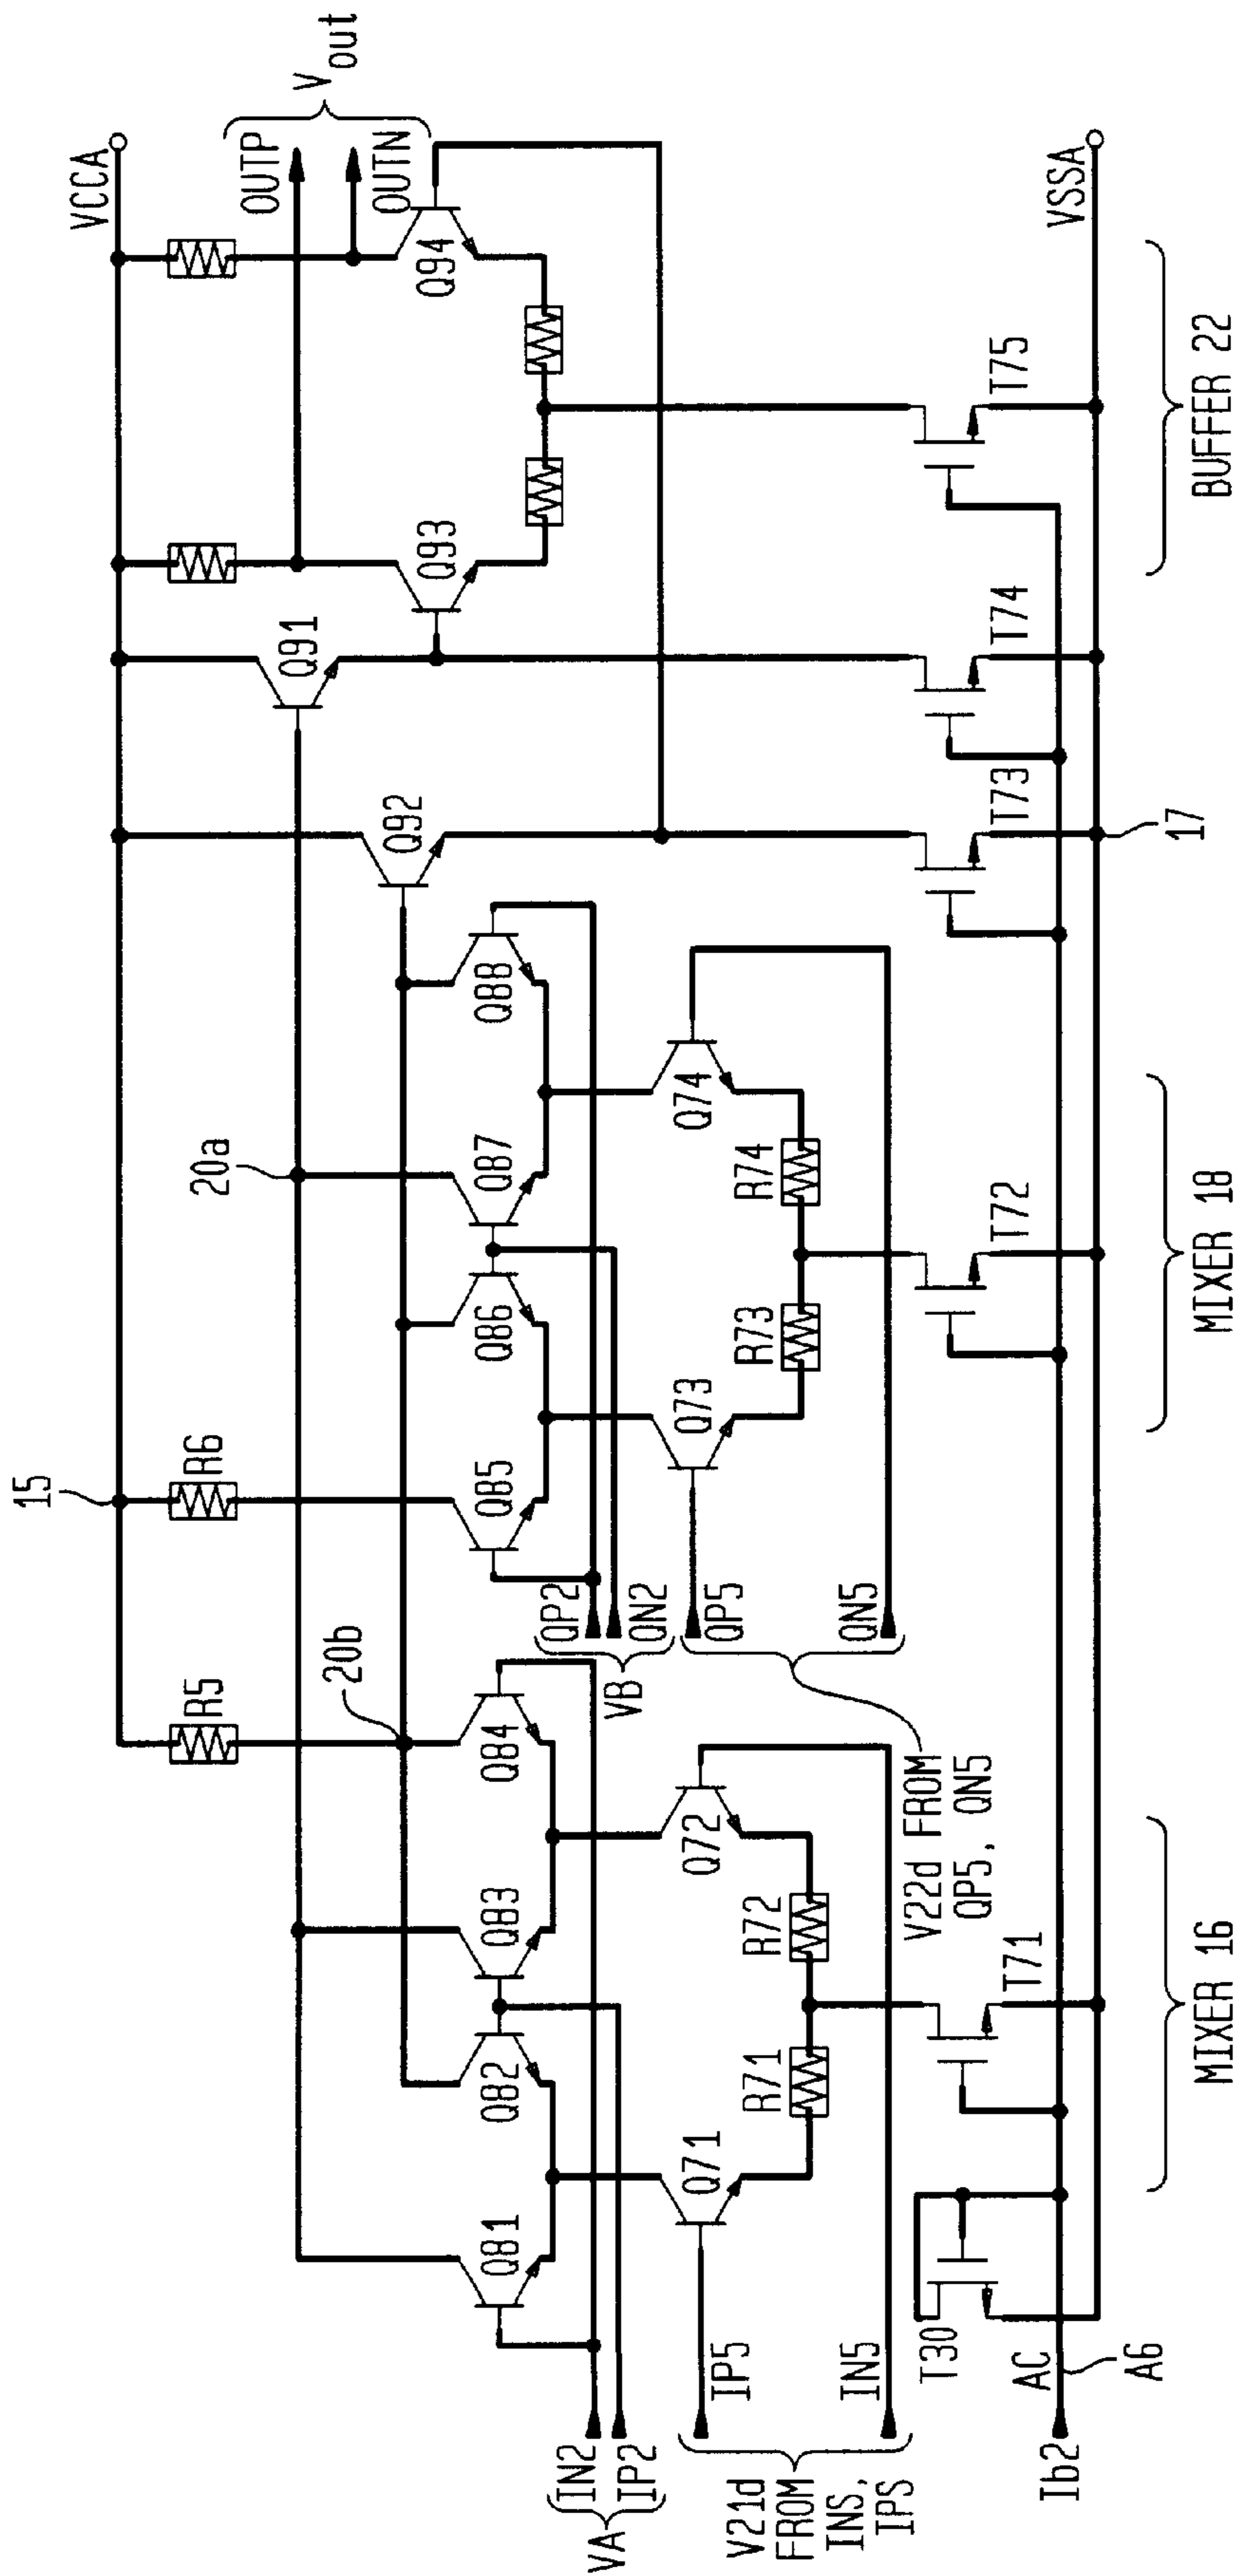 VCCA
15
20a
R5
R6
OUTP
V out
OUTN
20b
Q91
Q92
Q93
Q94
Q81
Q82
Q83
Q84
Q85
Q86
Q87
Q88
IN2
IP2
VA
QP2
QN2
VB
Q71
Q72
Q73
Q74
IP5
QP5
V21d
FROM
INS,
IPS
IN5
QN5
R71
R72
R73
R74
V22d FROM
QP5, QN5
T30
T71
T72
T73
T74
T75
AC
Ib2
A6
17
VSSA
MIXER 16
MIXER 18
BUFFER 22